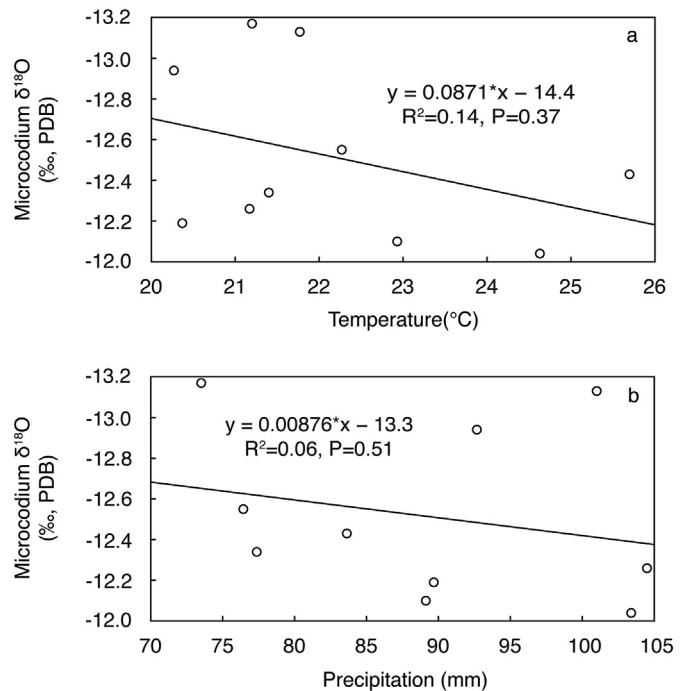 a
-13.2
-13.0
-12.8
-12.6
-12.4
-12.2
-12.0
Microcodium δ¹⁸O
(‰, PDB)
y = 0.0871*x − 14.4
R²=0.14, P=0.37
20 21 22 23 24 25 26
Temperature(°C)
b
-13.2
-13.0
-12.8
-12.6
-12.4
-12.2
-12.0
Microcodium δ¹⁸O
(‰, PDB)
y = 0.00876*x − 13.3
R²=0.06, P=0.51
70 75 80 85 90 95 100 105
Precipitation (mm)